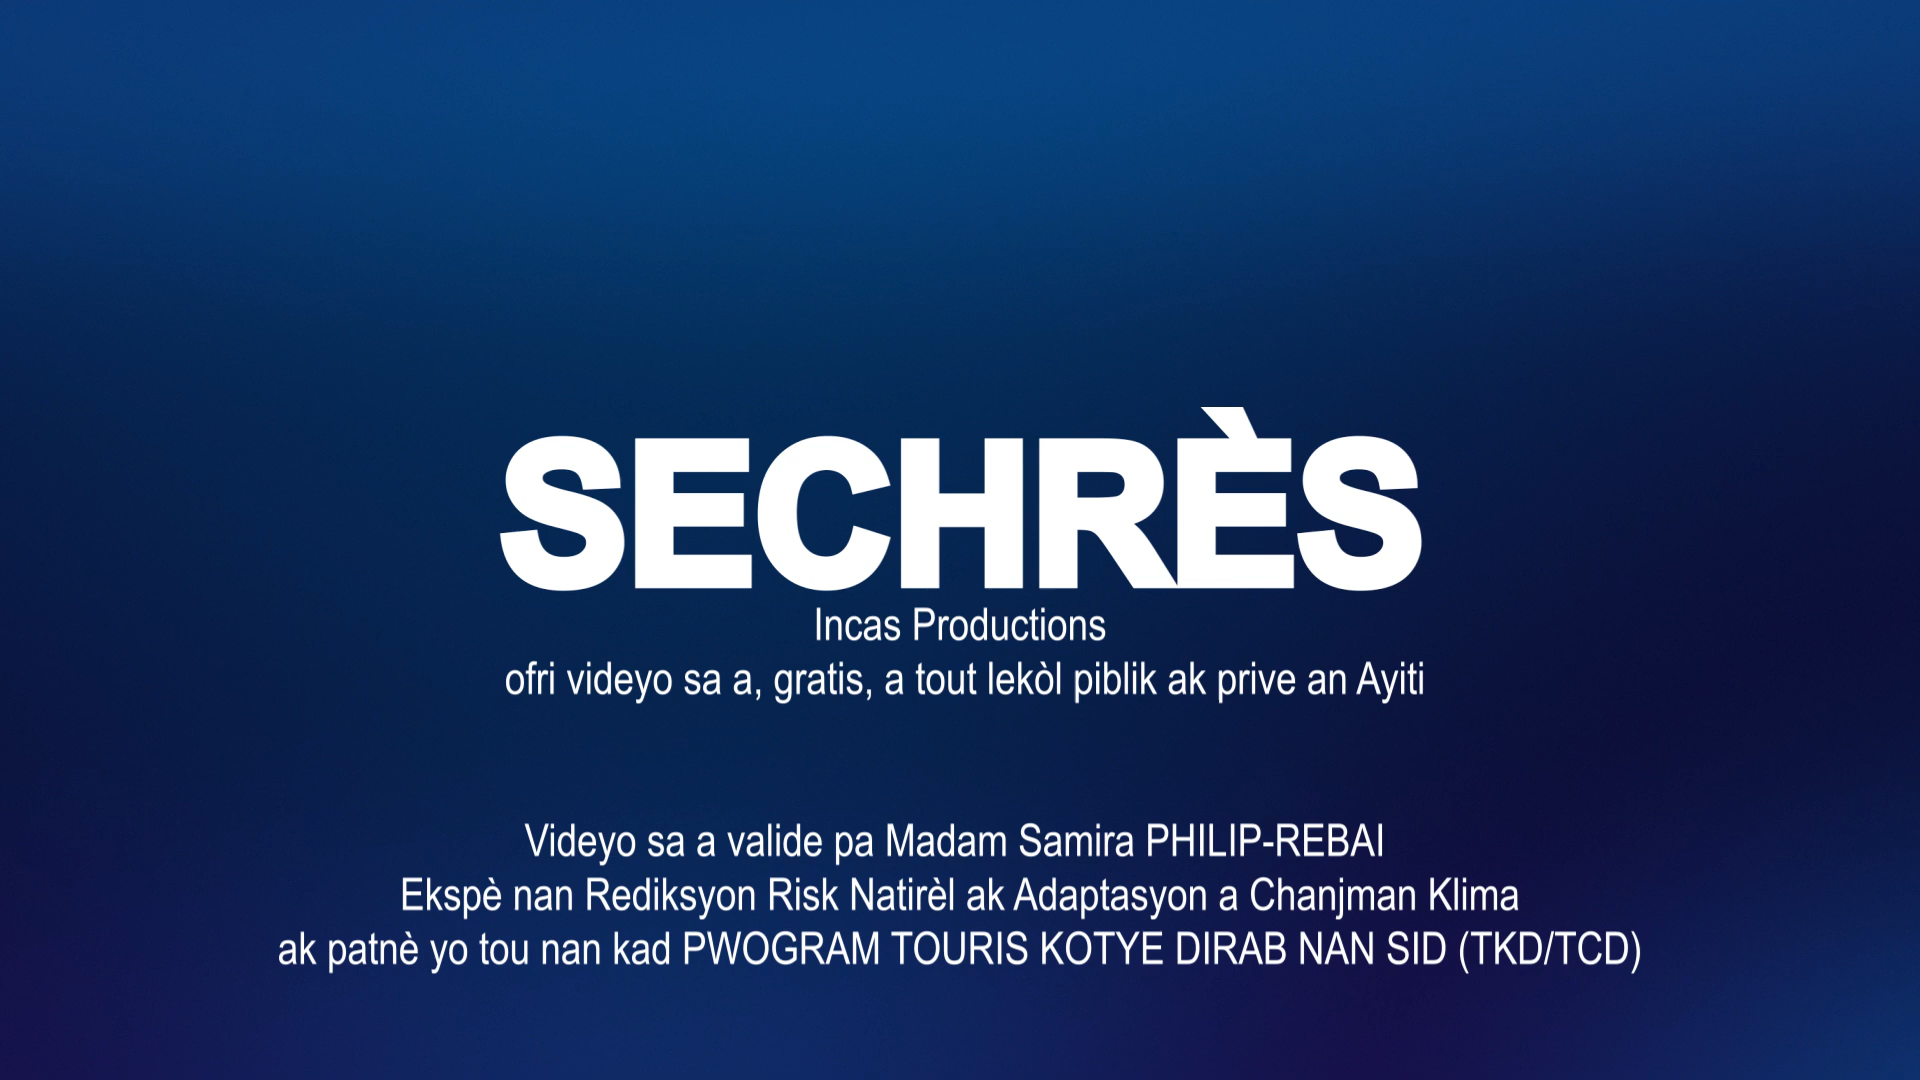 SECHRÈS
Incas Productions
ofri videyo sa a, gratis, a tout lekòl piblik ak prive an Ayiti
Videyo sa a valide pa Madam Samira PHILIP-REBAI
Ekspè nan Rediksyon Risk Natirèl ak Adaptasyon a Chanjman Klima
ak patnè yo tou nan kad PWOGRAM TOURIS KOTYE DIRAB NAN SID (TKD/TCD)